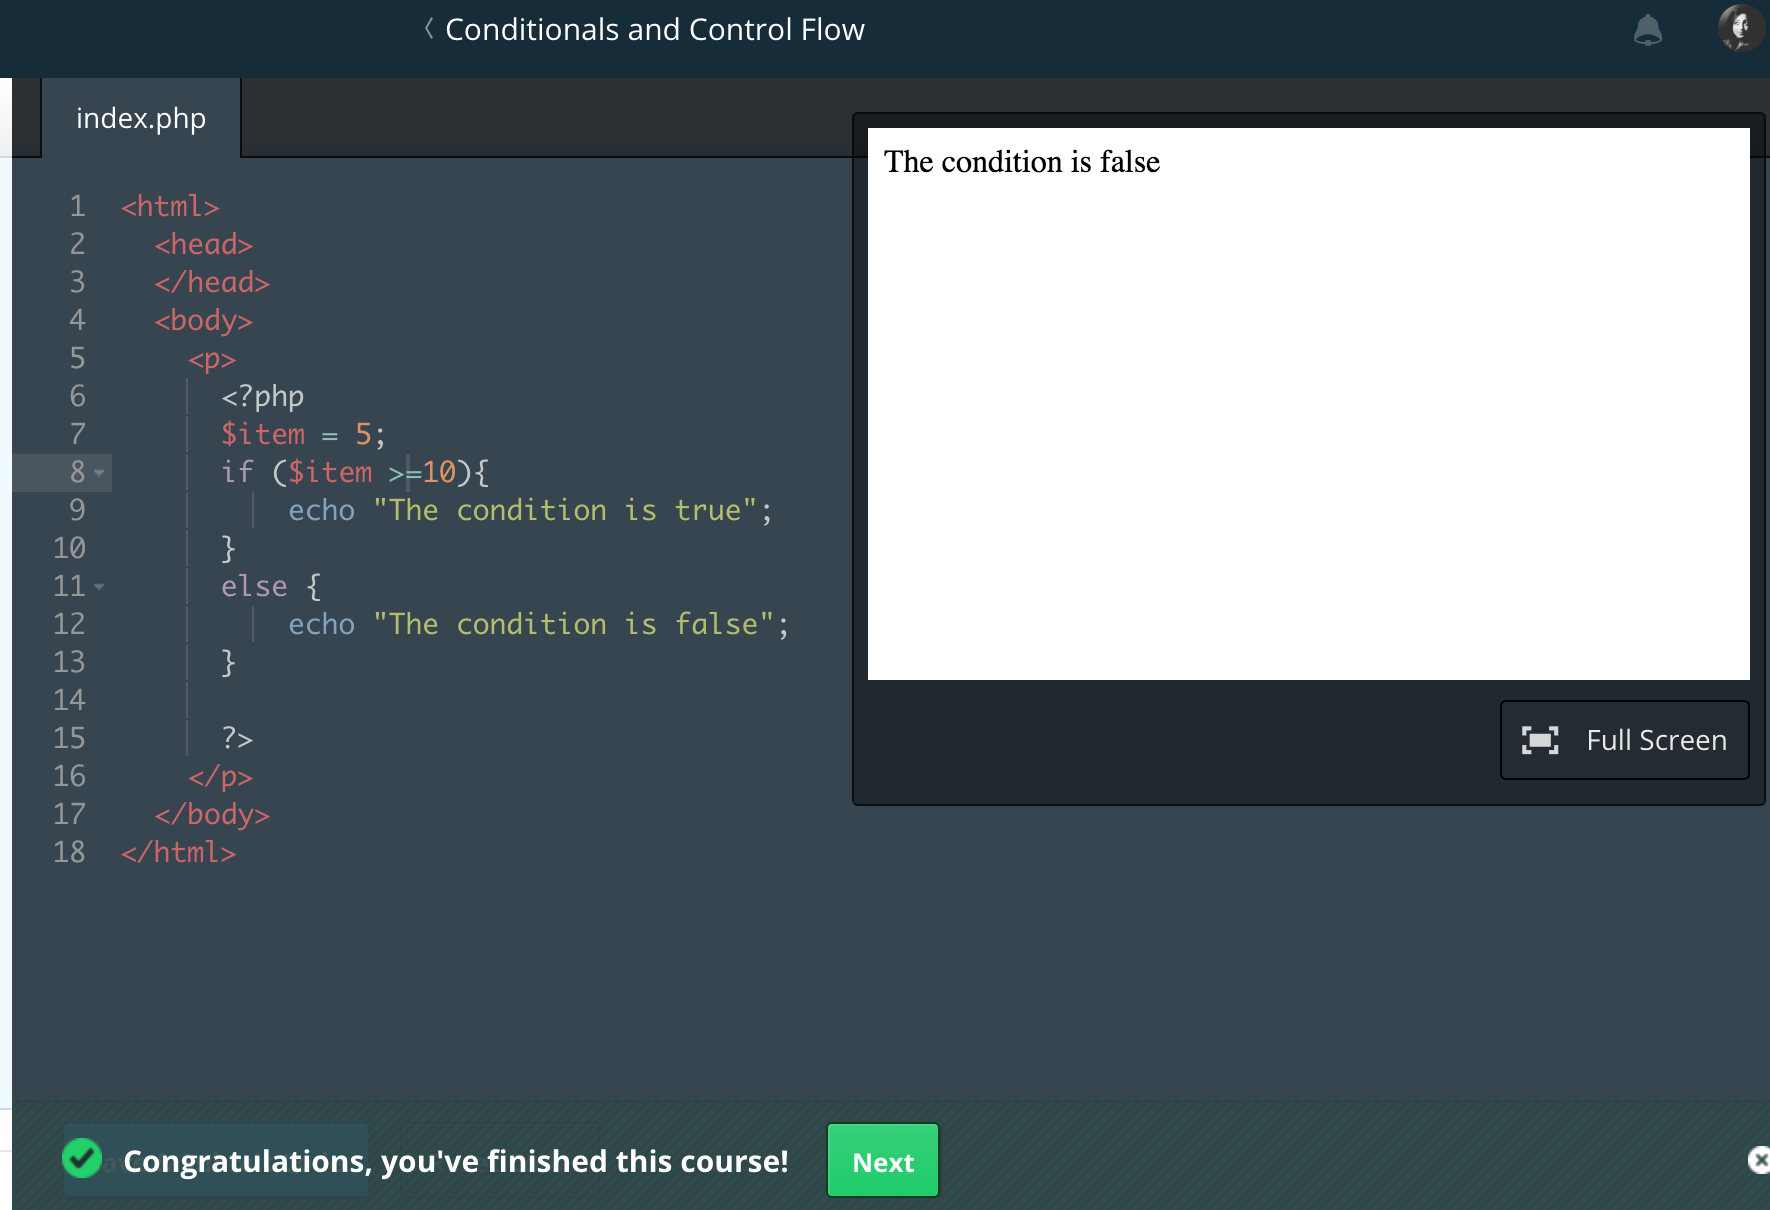 Conditionals and Control Flow
index.php
1 <html>
2 <head>
3 </head>
4 <body>
5 <p>
6 <?php
7 $item = 5;
8 if ($item >=10){
9 echo "The condition is true";
10 }
11 else {
12 echo "The condition is false";
13 }
14
15 ?>
16 </p>
17 </body>
18 </html>
The condition is false
Full Screen
Congratulations, you've finished this course!
Next